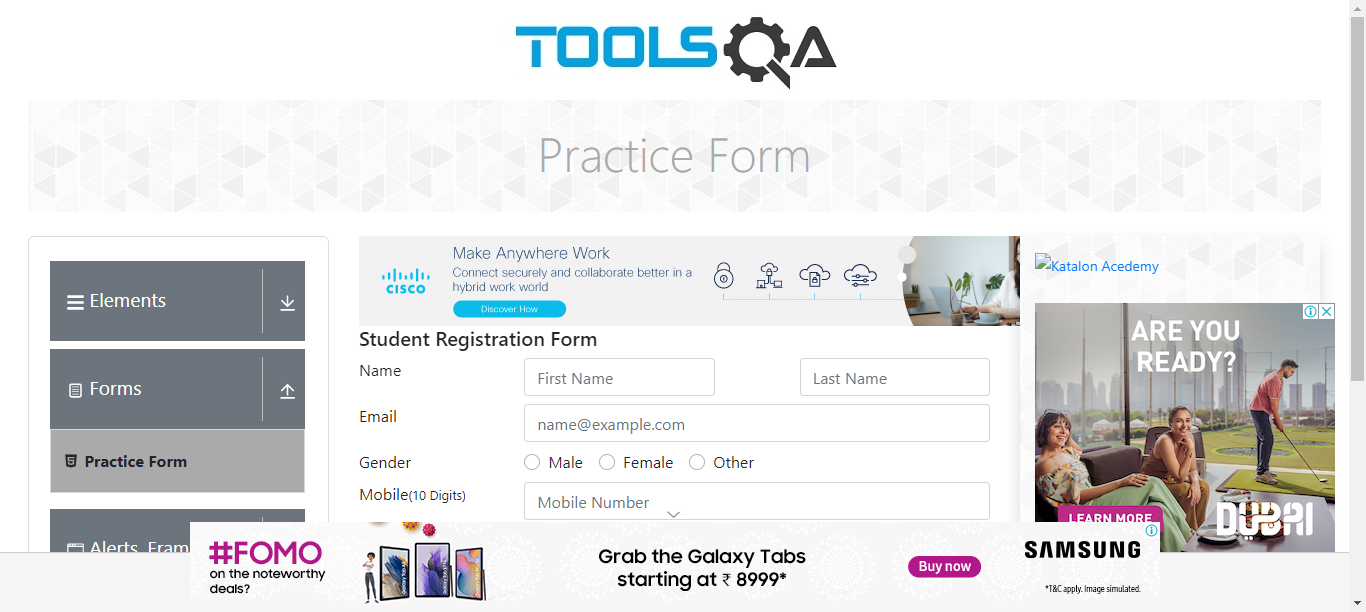 TOOLSQA
Practice Form
Elements
Forms
Practice Form
Alerts, Fram
CISCO
Make Anywhere Work
Connect securely and collaborate better in a
hybrid work world
Discover How
Student Registration Form
Name
First Name
Last Name
Email
name@example.com
Gender
Male
Female
Other
Mobile(10 Digits)
Mobile Number
Katalon Acedemy
ARE YOU
READY?
LEARN MORE
DUBAI
#FOMO
on the noteworthy
deals?
Grab the Galaxy Tabs
starting at ₹ 8999*
Buy now
SAMSUNG
*T&C apply. Image simulated.